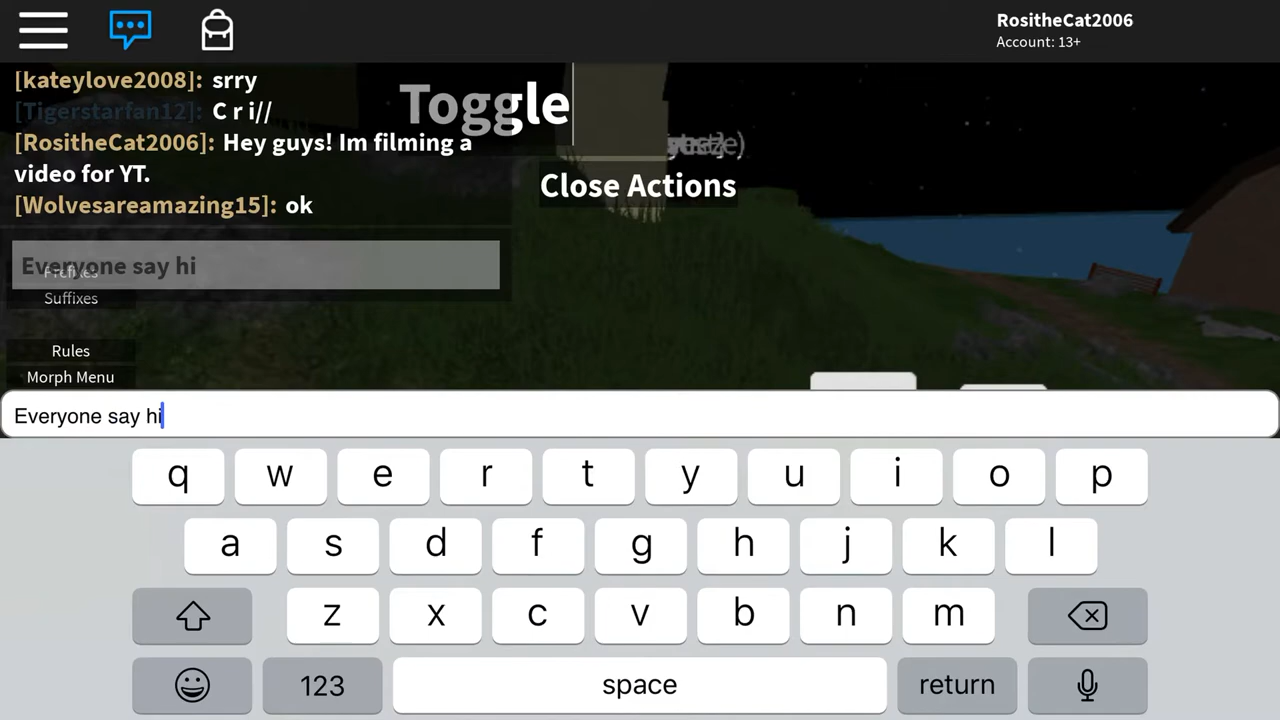 RositheCat2006
Account: 13+
[kateylove2008]: srry
[Tigerstarfan12]: C r i//
[RositheCat2006]: Hey guys! Im filming a
video for YT.
[Wolvesareamazing15]: ok
Toggle
Close Actions
Everyone say hi
Prefixes
Suffixes
Rules
Morph Menu
Everyone say hi
q w e r t y u i o p
a s d f g h j k l
z x c v b n m
123 space return